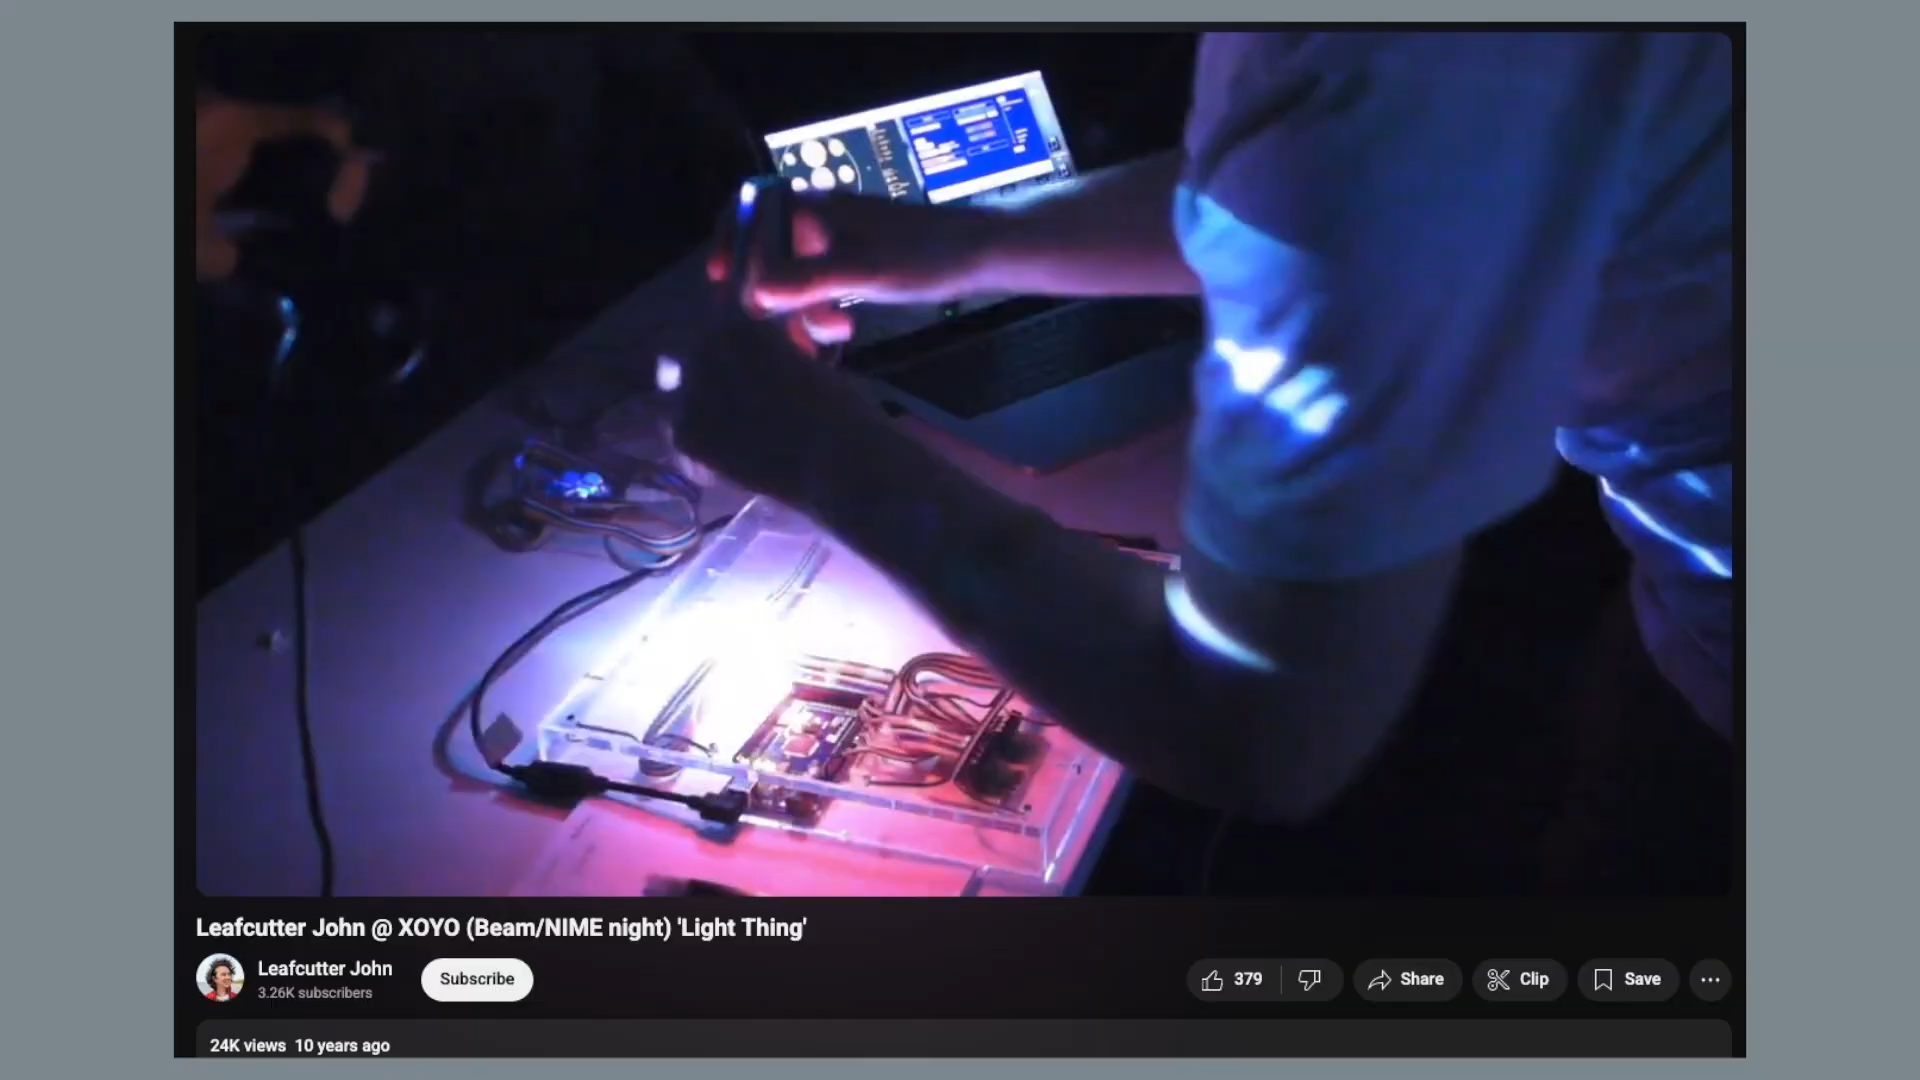 Leafcutter John @ XOYO (Beam/NIME night) 'Light Thing'
Leafcutter John
3.26K subscribers
Subscribe
379
Share
Clip
Save
24K views 10 years ago